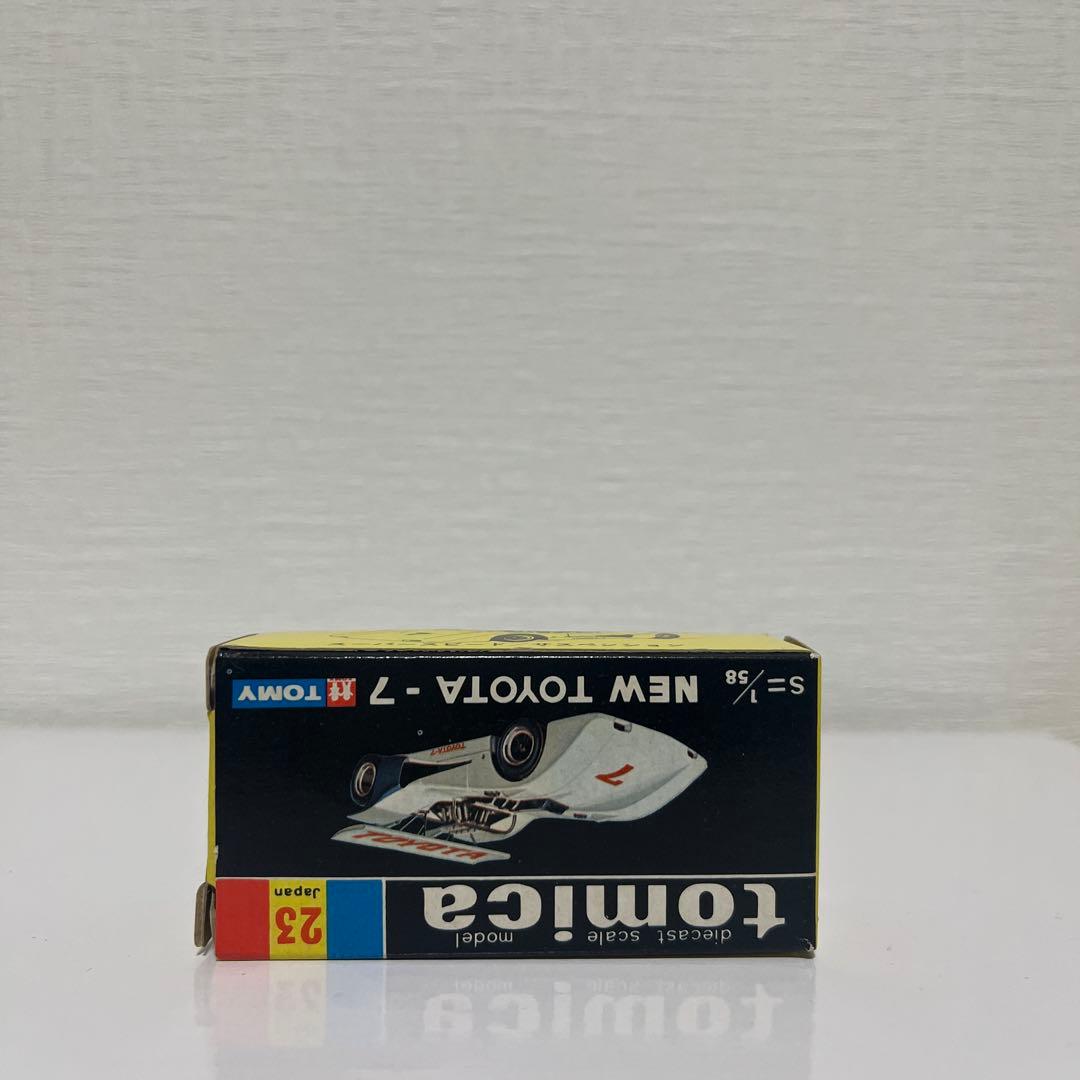 tomica
diecast scale model
23
Japan
TOYOTA
7
TOYOTA-7
S=1/58
NEW TOYOTA-7
TOMY